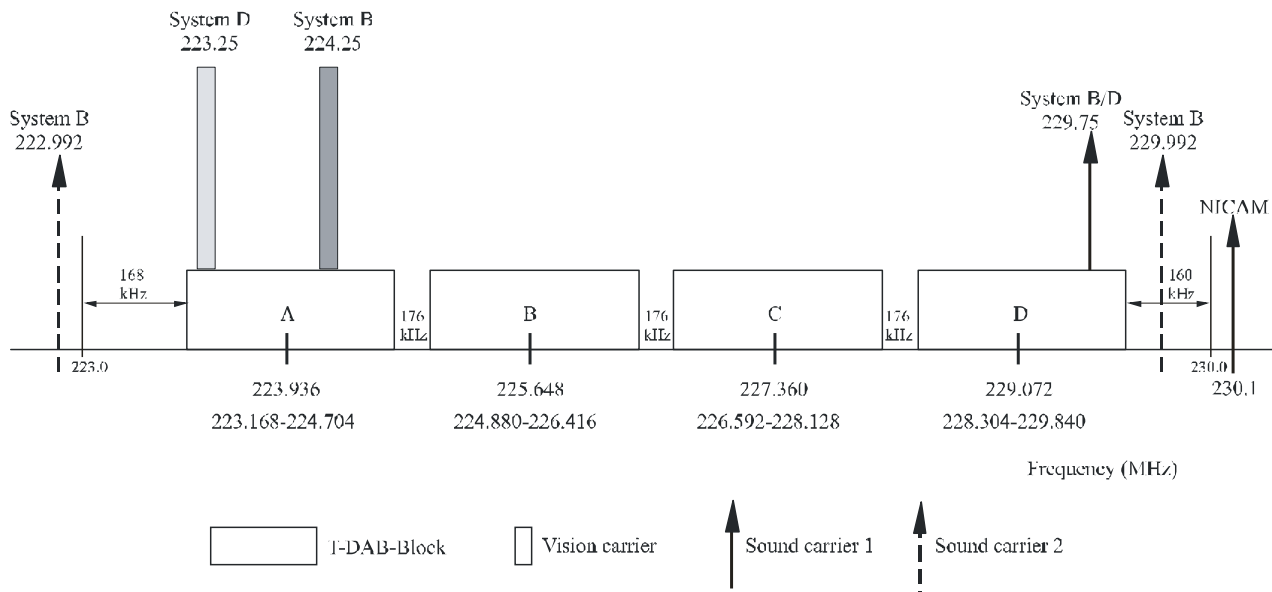 System D
223.25
System B
224.25
System B
222.992
System B/D
229.75
System B
229.992
NICAM
168
kHz
A
176
kHz
B
176
kHz
C
176
kHz
D
160
kHz
223.0
230.0
223.936
225.648
227.360
229.072
230.1
223.168-224.704
224.880-226.416
226.592-228.128
228.304-229.840
Frequency (MHz)
T-DAB-Block
Vision carrier
Sound carrier 1
Sound carrier 2